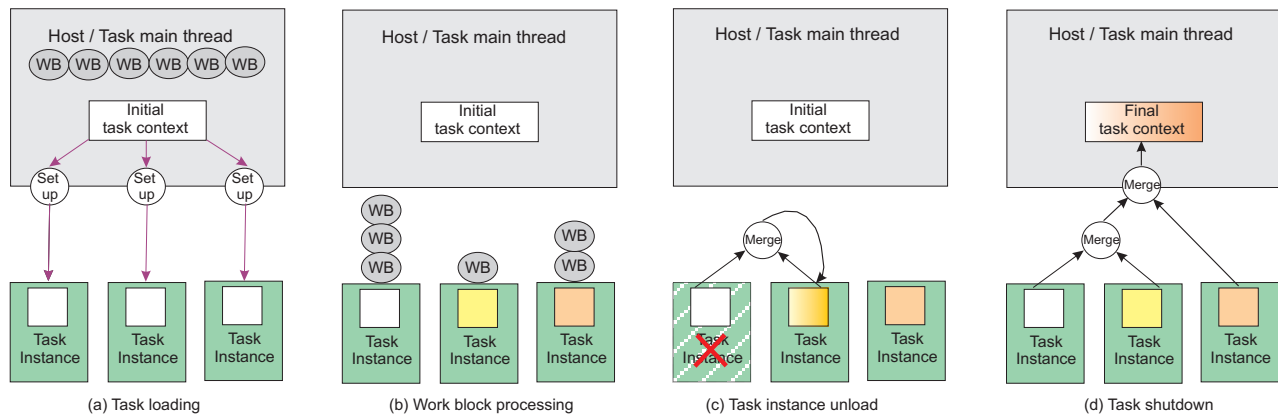 Host / Task main thread
WB WB WB WB WB WB
Initial
task context
Set
up
Set
up
Set
up
Task
Instance
Task
Instance
Task
Instance
(a) Task loading
Host / Task main thread
Initial
task context
WB
WB
WB
WB
WB
WB
Task
Instance
Task
Instance
Task
Instance
(b) Work block processing
Host / Task main thread
Initial
task context
Merge
Task
Instance
Task
Instance
Task
Instance
(c) Task instance unload
Host / Task main thread
Final
task context
Merge
Merge
Task
Instance
Task
Instance
Task
Instance
(d) Task shutdown